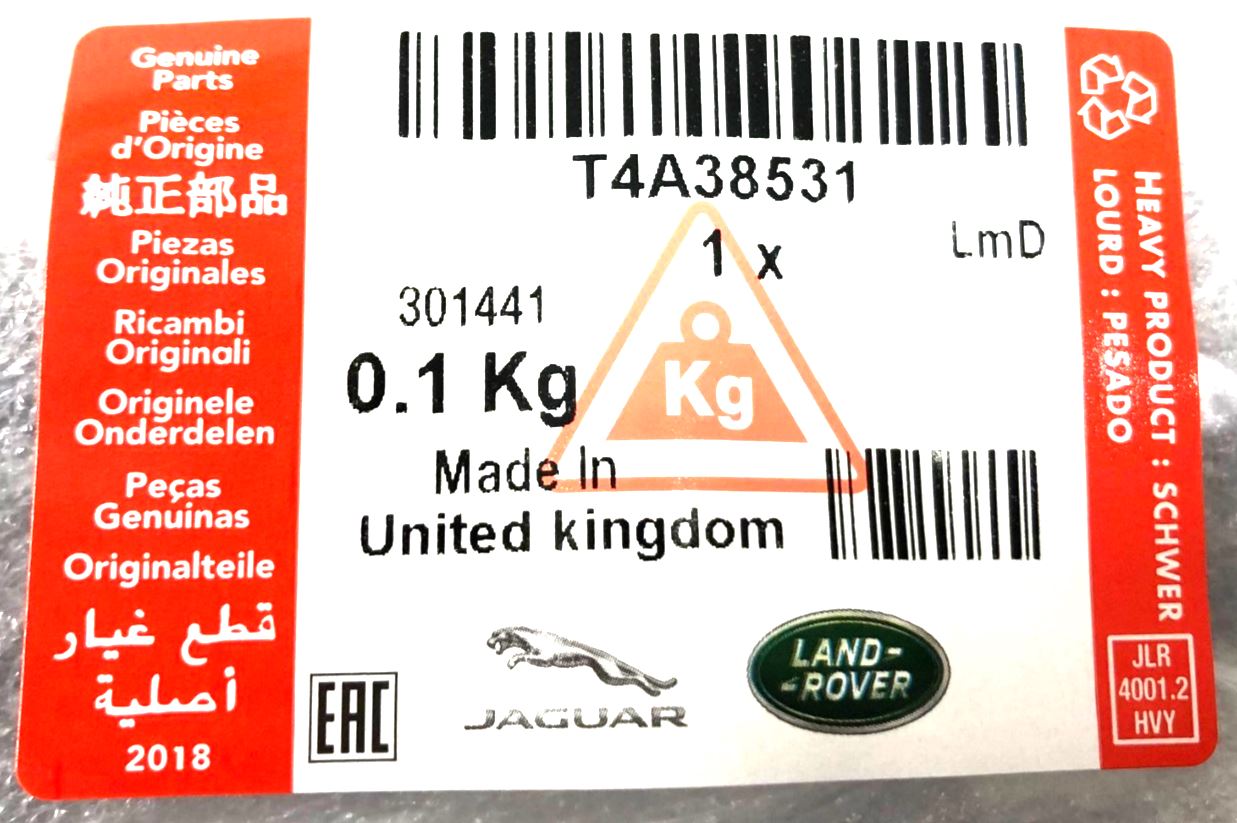 Genuine
Parts
Pièces
d'Origine
純正部品
Piezas
Originales
Ricambi
Originali
Originele
Onderdelen
Peças
Genuinas
Originalteile
قطع غيار
أصلية
2018
T4A38531
1 x
LmD
301441
0.1 Kg
Kg
Made In
United kingdom
EAC
JAGUAR
LAND-
-ROVER
HEAVY PRODUCT : SCHWER
LOURD : PESADO
JLR
4001.2
HVY